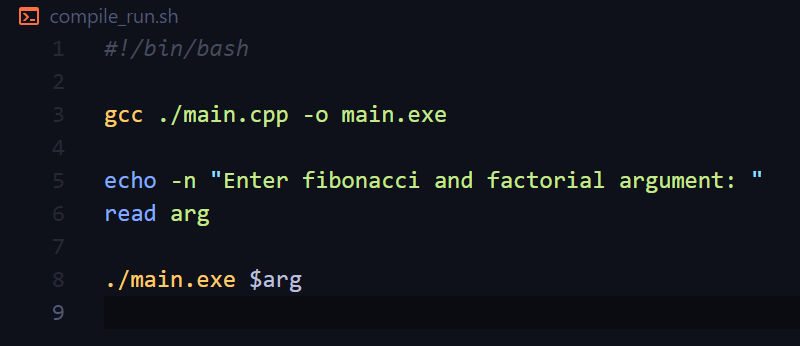 compile_run.sh
1 #!/bin/bash
2
3 gcc ./main.cpp -o main.exe
4
5 echo -n "Enter fibonacci and factorial argument: "
6 read arg
7
8 ./main.exe $arg
9